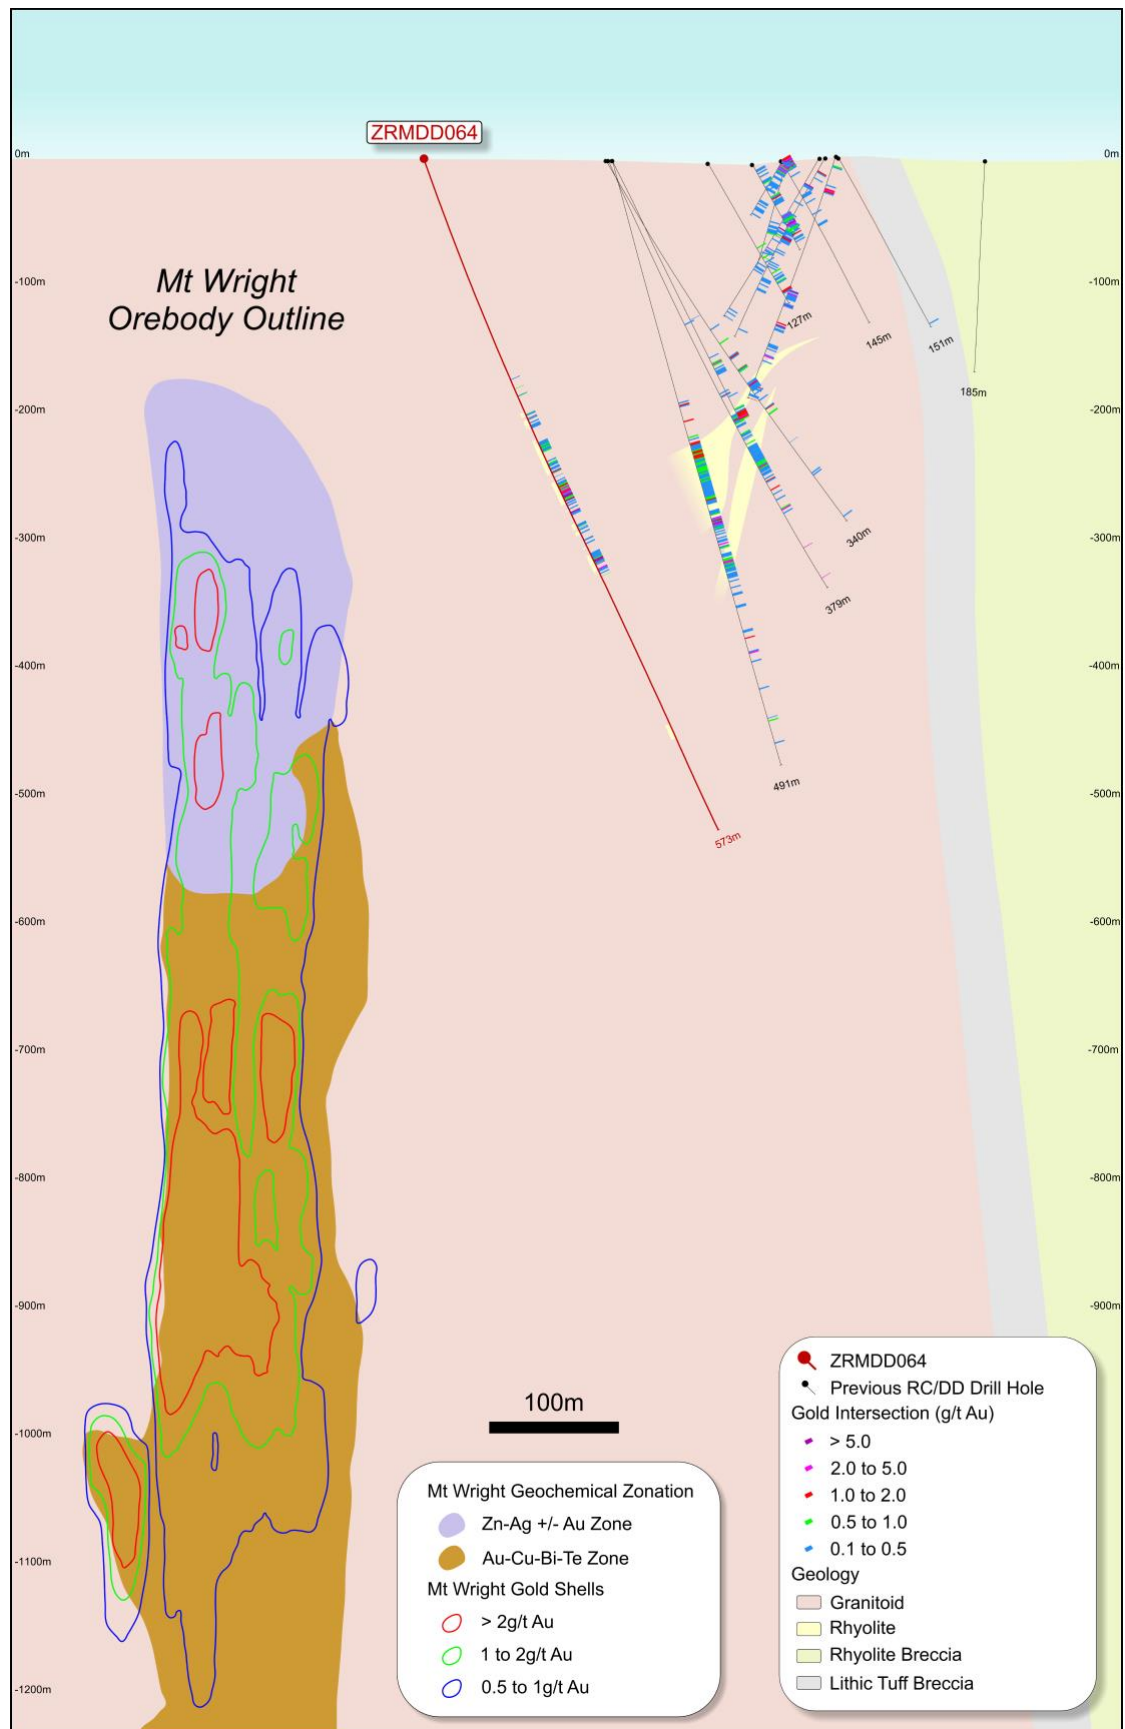 ZRMDD064
0m
0m
Mt Wright
Orebody Outline
-100m
-100m
127m
145m
151m
185m
-200m
-200m
-300m
-300m
340m
379m
-400m
-400m
491m
-500m
-500m
573m
-600m
-600m
-700m
-700m
-800m
-800m
-900m
-900m
-1000m
-1100m
-1200m
100m
Mt Wright Geochemical Zonation
Zn-Ag +/- Au Zone
Au-Cu-Bi-Te Zone
Mt Wright Gold Shells
> 2g/t Au
1 to 2g/t Au
0.5 to 1g/t Au
ZRMDD064
Previous RC/DD Drill Hole
Gold Intersection (g/t Au)
> 5.0
2.0 to 5.0
1.0 to 2.0
0.5 to 1.0
0.1 to 0.5
Geology
Granitoid
Rhyolite
Rhyolite Breccia
Lithic Tuff Breccia